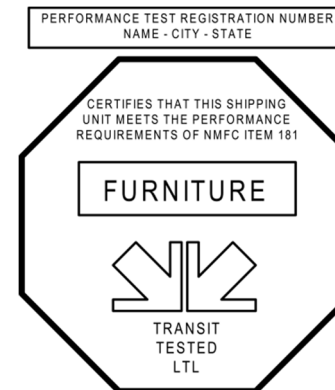 PERFORMANCE TEST REGISTRATION NUMBER
NAME - CITY - STATE
CERTIFIES THAT THIS SHIPPING
UNIT MEETS THE PERFORMANCE
REQUIREMENTS OF NMFC ITEM 181
FURNITURE
TRANSIT
TESTED
LTL